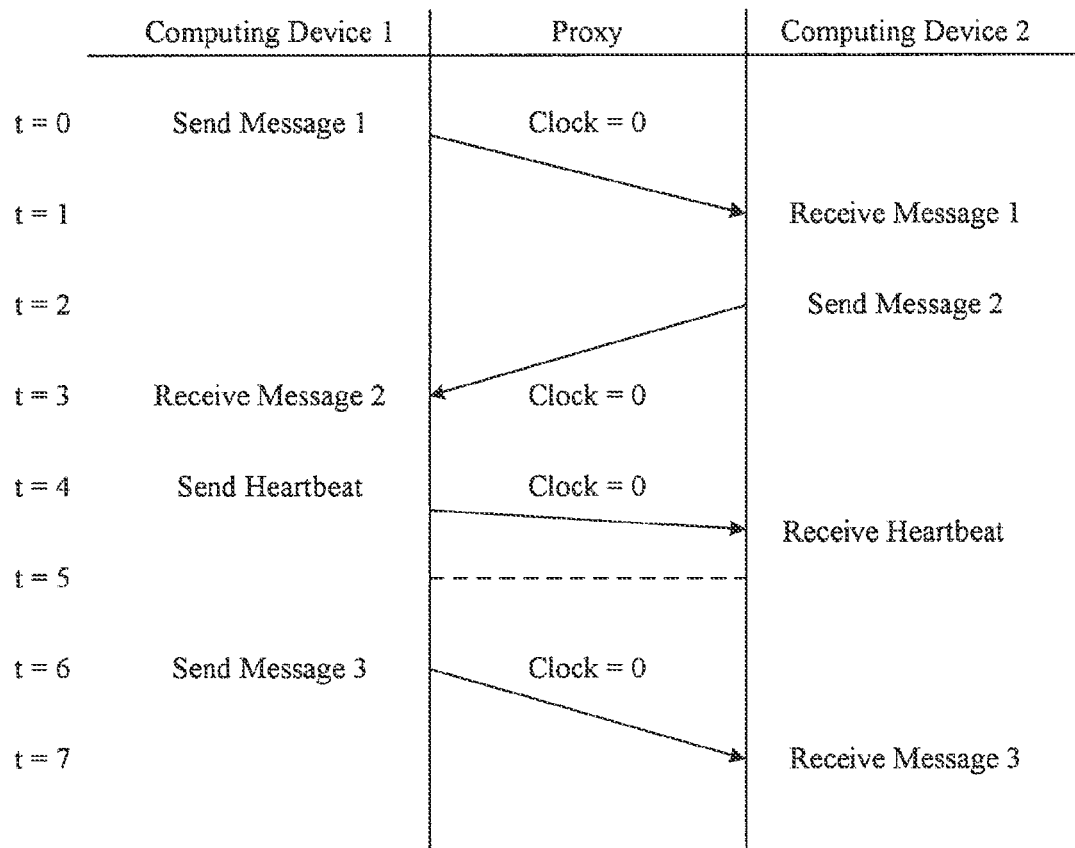 Computing Device 1 Proxy Computing Device 2
t = 0 Send Message 1 Clock = 0
t = 1 Receive Message 1
t = 2 Send Message 2
t = 3 Receive Message 2 Clock = 0
t = 4 Send Heartbeat Clock = 0
Receive Heartbeat
t = 5
t = 6 Send Message 3 Clock = 0
t = 7 Receive Message 3